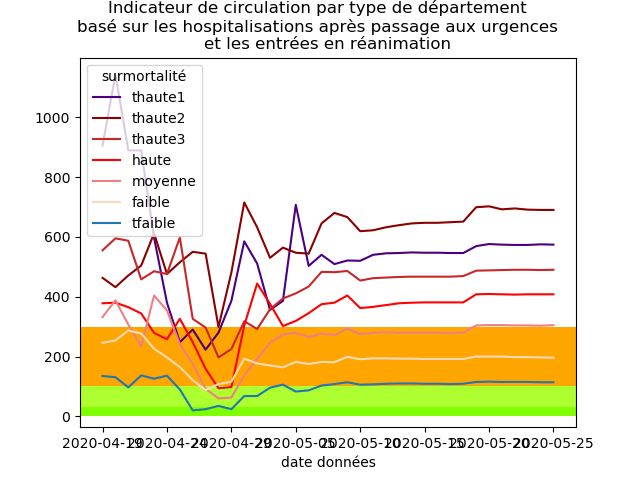 Indicateur de circulation par type de département
basé sur les hospitalisations après passage aux urgences
et les entrées en réanimation
surmortalité
thaute1
thaute2
thaute3
haute
moyenne
faible
tfaible
1000
800
600
400
200
0
2020-04-19 2020-04-24 2020-04-29 2020-05-05 2020-05-10 2020-05-15 2020-05-20 2020-05-25
date données